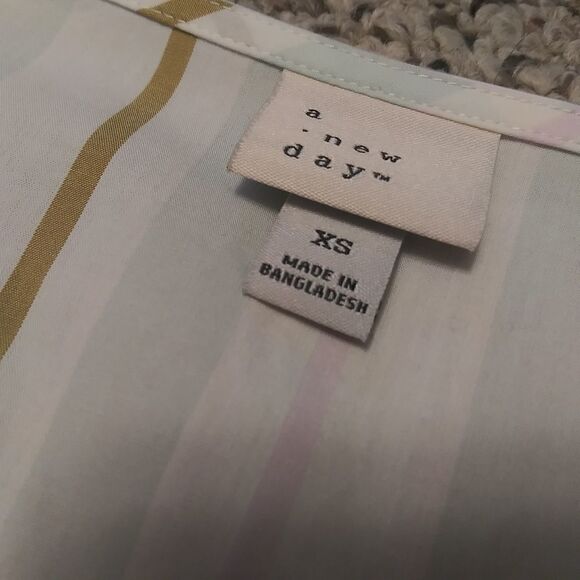 a
. new
day™
XS
MADE IN
BANGLADESH